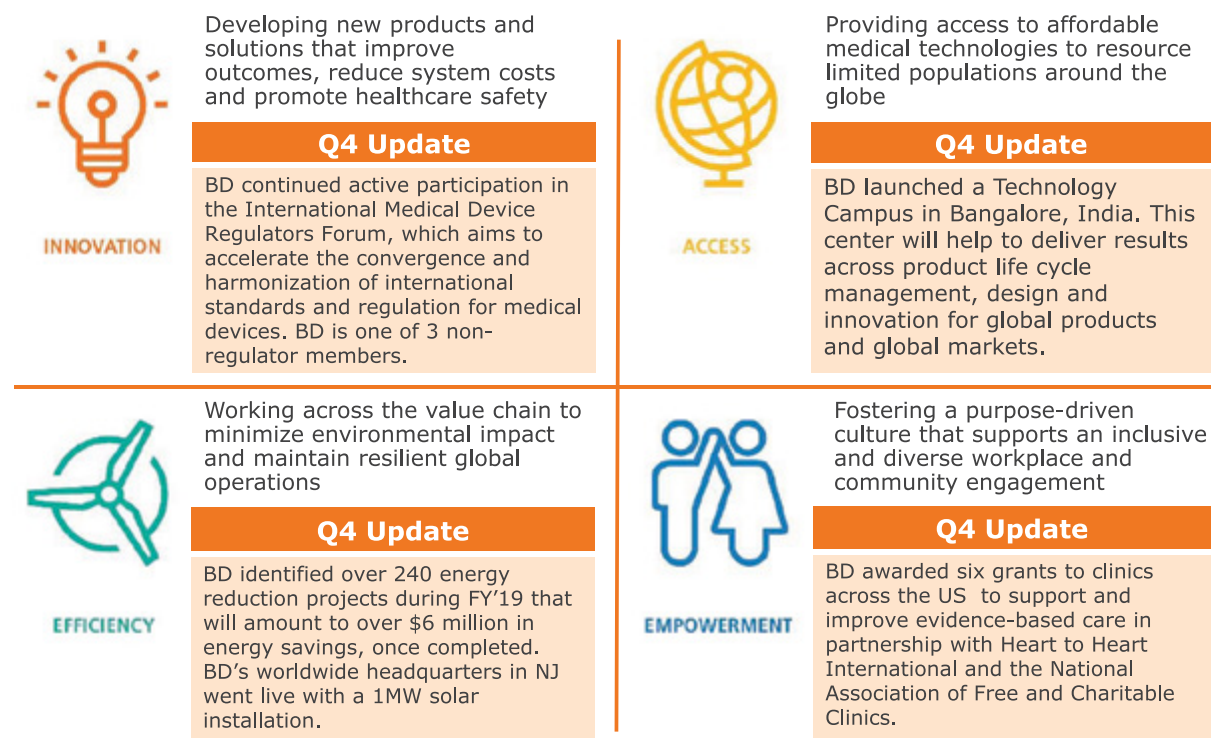 Developing new products and
solutions that improve
outcomes, reduce system costs
and promote healthcare safety
Q4 Update
BD continued active participation in
the International Medical Device
Regulators Forum, which aims to
accelerate the convergence and
harmonization of international
standards and regulation for medical
devices. BD is one of 3 non-
regulator members.
INNOVATION
Providing access to affordable
medical technologies to resource
limited populations around the
globe
Q4 Update
BD launched a Technology
Campus in Bangalore, India. This
center will help to deliver results
across product life cycle
management, design and
innovation for global products
and global markets.
ACCESS
Working across the value chain to
minimize environmental impact
and maintain resilient global
operations
Q4 Update
BD identified over 240 energy
reduction projects during FY’19 that
will amount to over $6 million in
energy savings, once completed.
BD’s worldwide headquarters in NJ
went live with a 1MW solar
installation.
EFFICIENCY
Fostering a purpose-driven
culture that supports an inclusive
and diverse workplace and
community engagement
Q4 Update
BD awarded six grants to clinics
across the US to support and
improve evidence-based care in
partnership with Heart to Heart
International and the National
Association of Free and Charitable
Clinics.
EMPOWERMENT